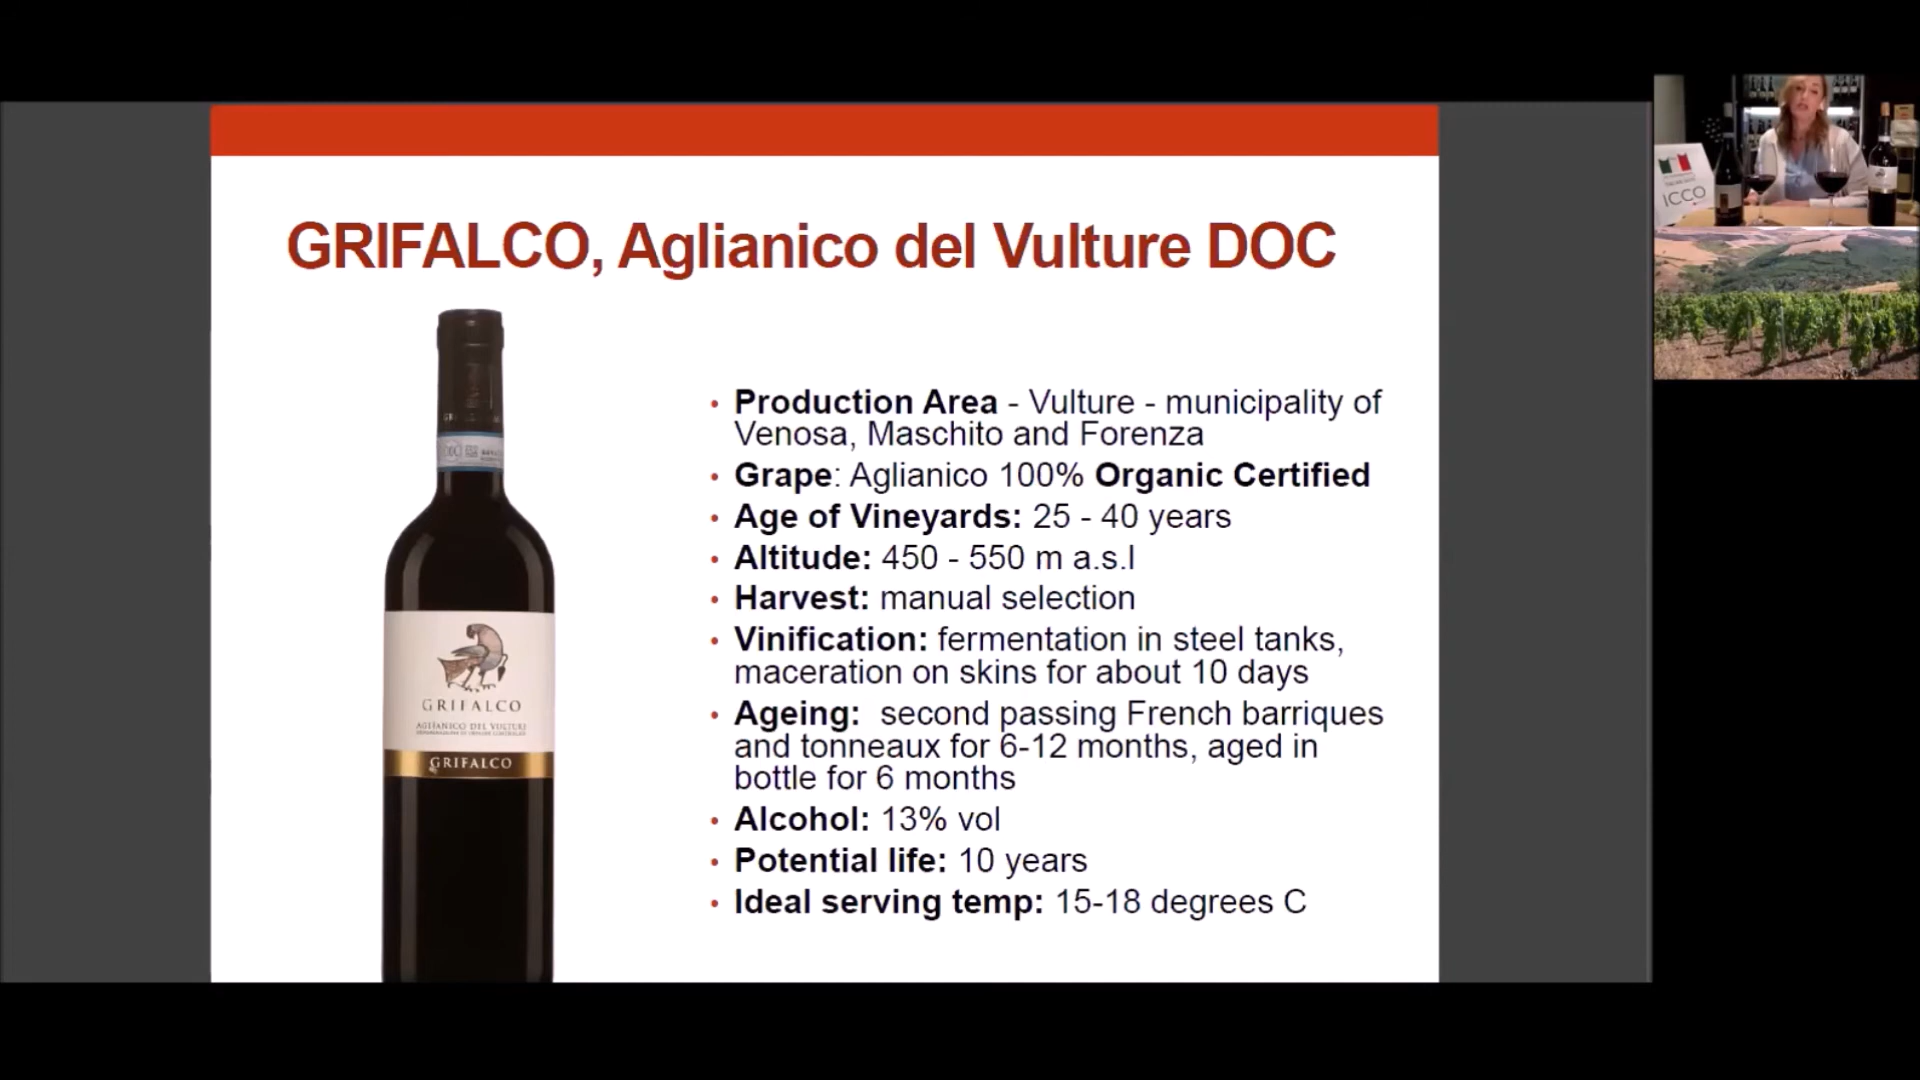 GRIFALCO, Aglianico del Vulture DOC
• Production Area - Vulture - municipality of
Venosa, Maschito and Forenza
• Grape: Aglianico 100% Organic Certified
• Age of Vineyards: 25 - 40 years
• Altitude: 450 - 550 m a.s.l
• Harvest: manual selection
• Vinification: fermentation in steel tanks,
maceration on skins for about 10 days
• Ageing: second passing French barriques
and tonneaux for 6-12 months, aged in
bottle for 6 months
• Alcohol: 13% vol
• Potential life: 10 years
• Ideal serving temp: 15-18 degrees C
GRIFALCO
AGLIANICO DEL VULTURE
GRIFALCO
ICCO